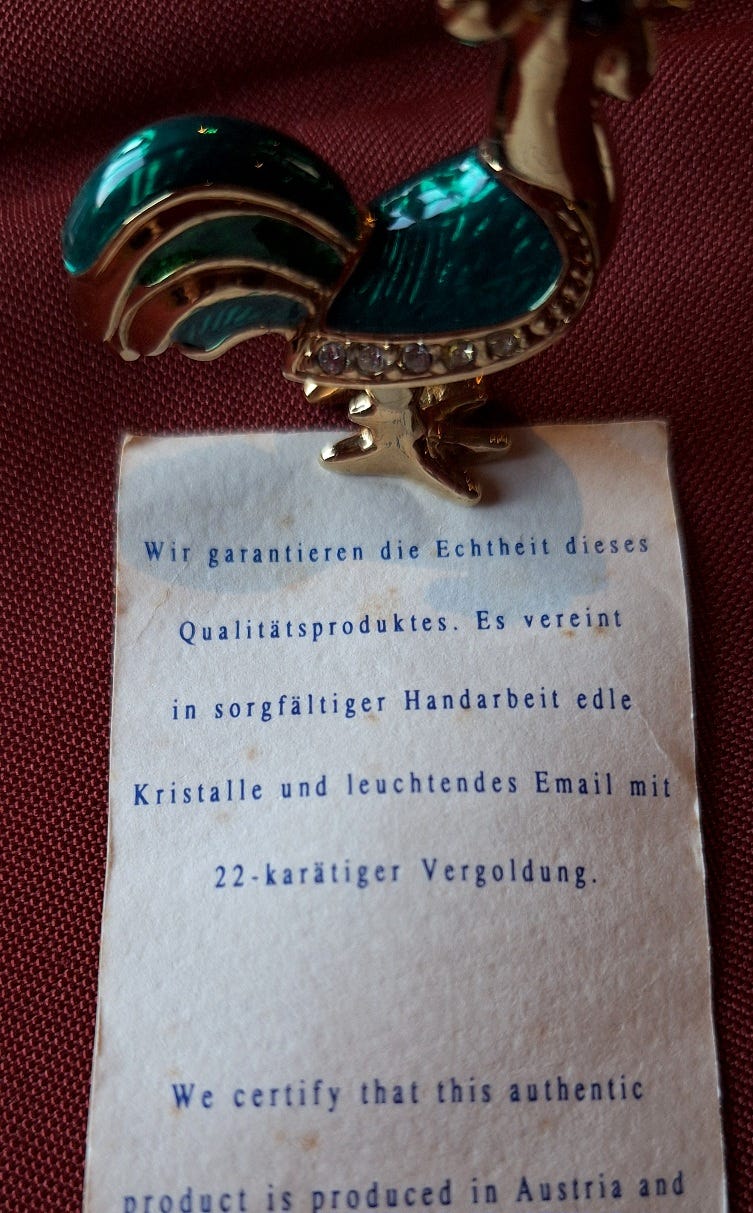 Wir garantieren die Echtheit dieses
Qualitätsproduktes. Es vereint
in sorgfältiger Handarbeit edle
Kristalle und leuchtendes Email mit
22-karätiger Vergoldung.
We certify that this authentic
product is produced in Austria and